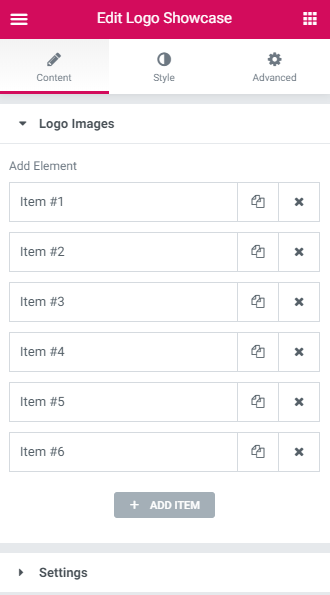 Edit Logo Showcase
Content
Style
Advanced
Logo Images
Add Element
Item #1
Item #2
Item #3
Item #4
Item #5
Item #6
ADD ITEM
Settings